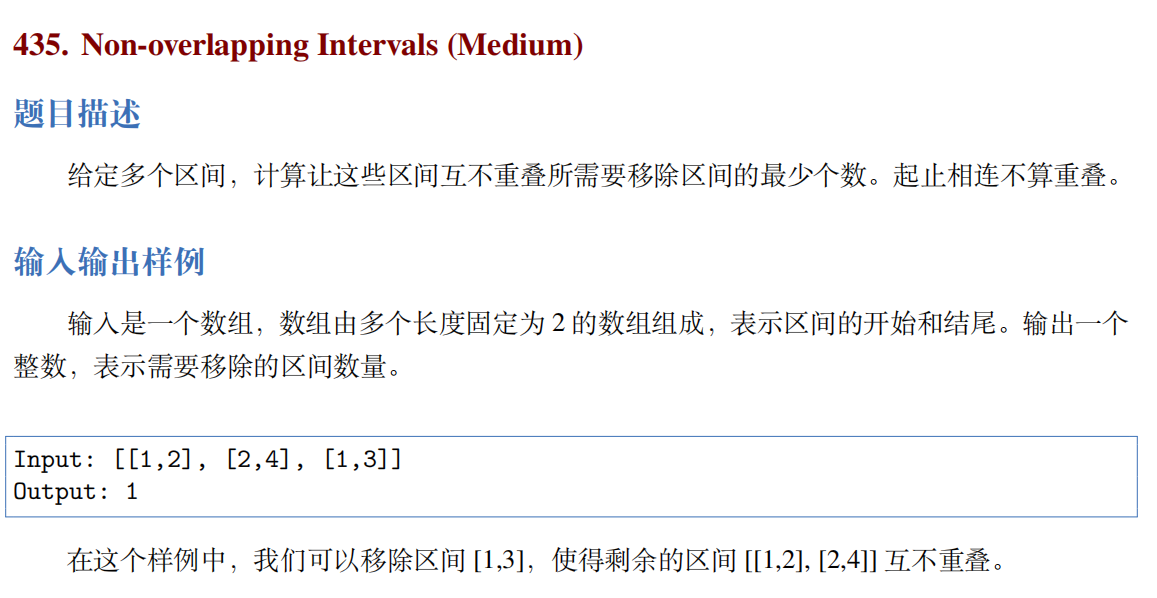 435. Non-overlapping Intervals (Medium)
题目描述
给定多个区间，计算让这些区间互不重叠所需要移除区间的最少个数。起止相连不算重叠。
输入输出样例
输入是一个数组，数组由多个长度固定为 2 的数组组成，表示区间的开始和结尾。输出一个
整数，表示需要移除的区间数量。
Input: [[1,2], [2,4], [1,3]]
Output: 1
在这个样例中，我们可以移除区间 [1,3]，使得剩余的区间 [[1,2], [2,4]] 互不重叠。